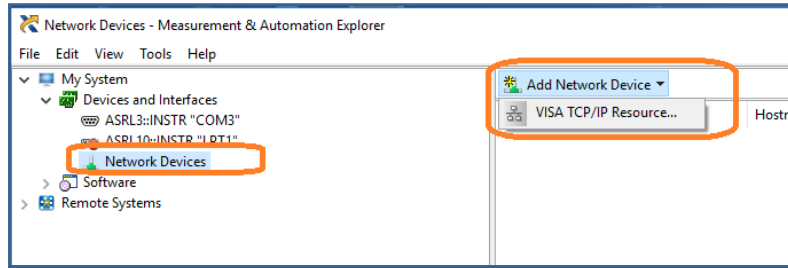 Network Devices - Measurement & Automation Explorer
File Edit View Tools Help
My System
Devices and Interfaces
ASRL3::INSTR "COM3"
ASRL10::INSTR "LPT1"
Network Devices
Software
Remote Systems
Add Network Device
VISA TCP/IP Resource...
Hostr